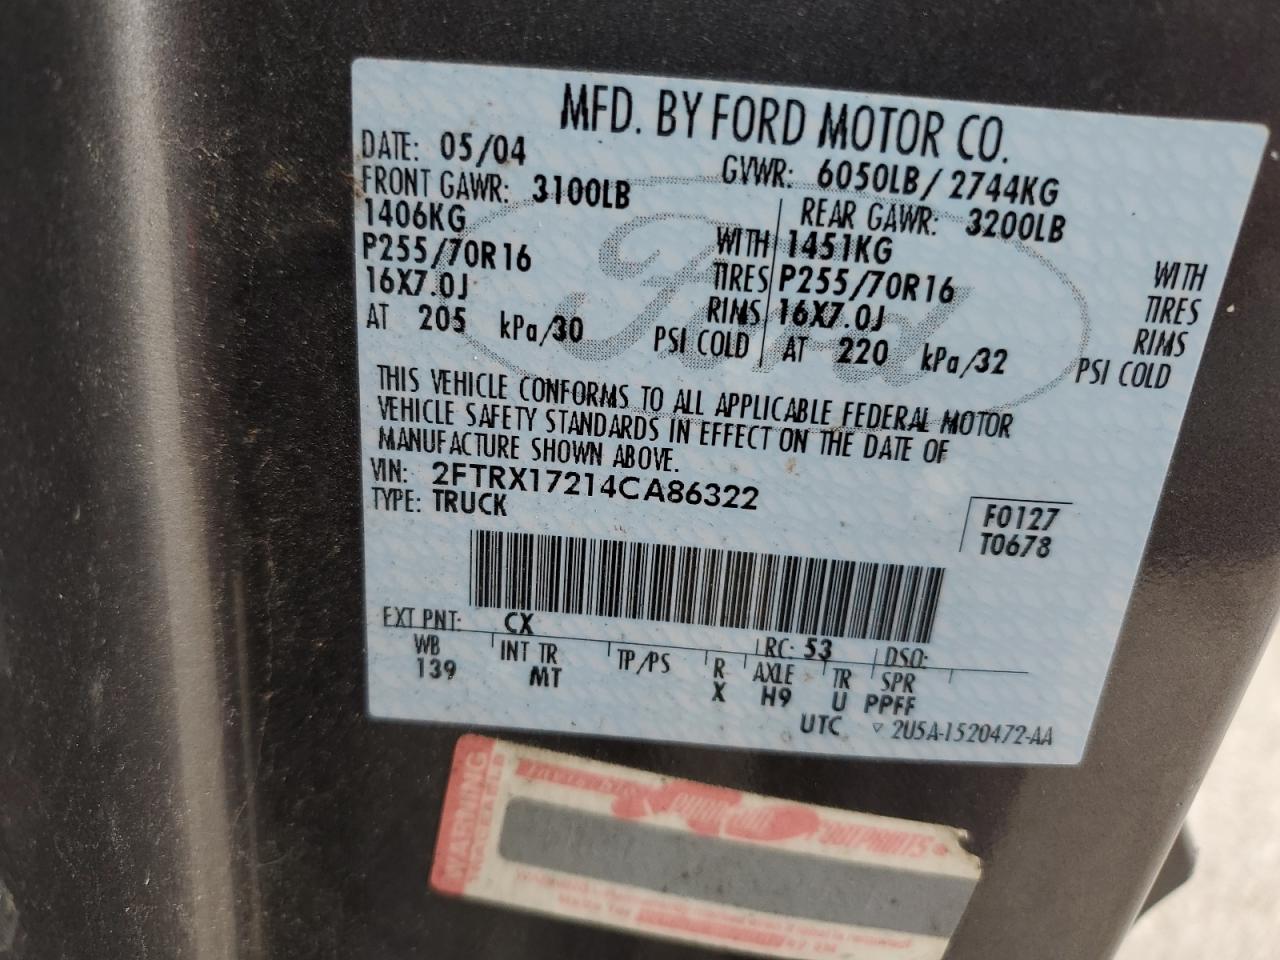 MFD. BY FORD MOTOR CO.
DATE: 05/04 GVWR: 6050LB/2744KG
FRONT GAWR: 3100LB REAR GAWR: 3200LB
1406KG WITH 1451KG WITH
P255/70R16 TIRES P255/70R16 TIRES
16X7.0J RIMS 16X7.0J RIMS
AT 205 kPa/30 PSI COLD AT 220 kPa/32 PSI COLD
Ford
THIS VEHICLE CONFORMS TO ALL APPLICABLE FEDERAL MOTOR
VEHICLE SAFETY STANDARDS IN EFFECT ON THE DATE OF
MANUFACTURE SHOWN ABOVE.
VIN: 2FTRX17214CA86322
TYPE: TRUCK
F0127
T0678
EXT PNT: CX RC: 53 DSO:
WB INT TR TP/PS R AXLE TR SPR
139 MT X H9 U PPFF
UTC ▽ 2U5A-1520472-AA
WARNING
TRACEABLE